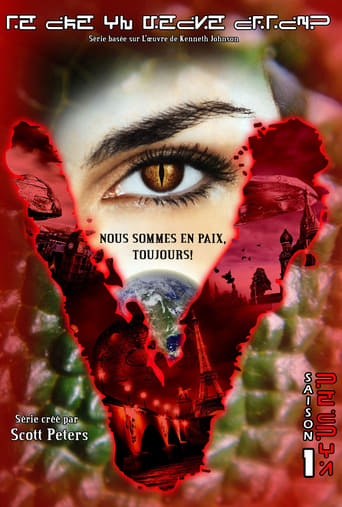 Série basée sur L'œuvre de Kenneth Johnson
NOUS SOMMES EN PAIX,
TOUJOURS!
Série créé par
Scott Peters
SAISON
1